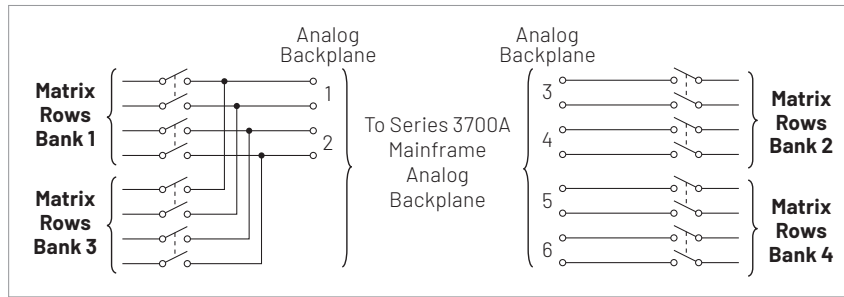 Analog
Backplane
Matrix
Rows
Bank 1
1
2
Matrix
Rows
Bank 3
To Series 3700A
Mainframe
Analog
Backplane
Analog
Backplane
3
4
5
6
Matrix
Rows
Bank 2
Matrix
Rows
Bank 4